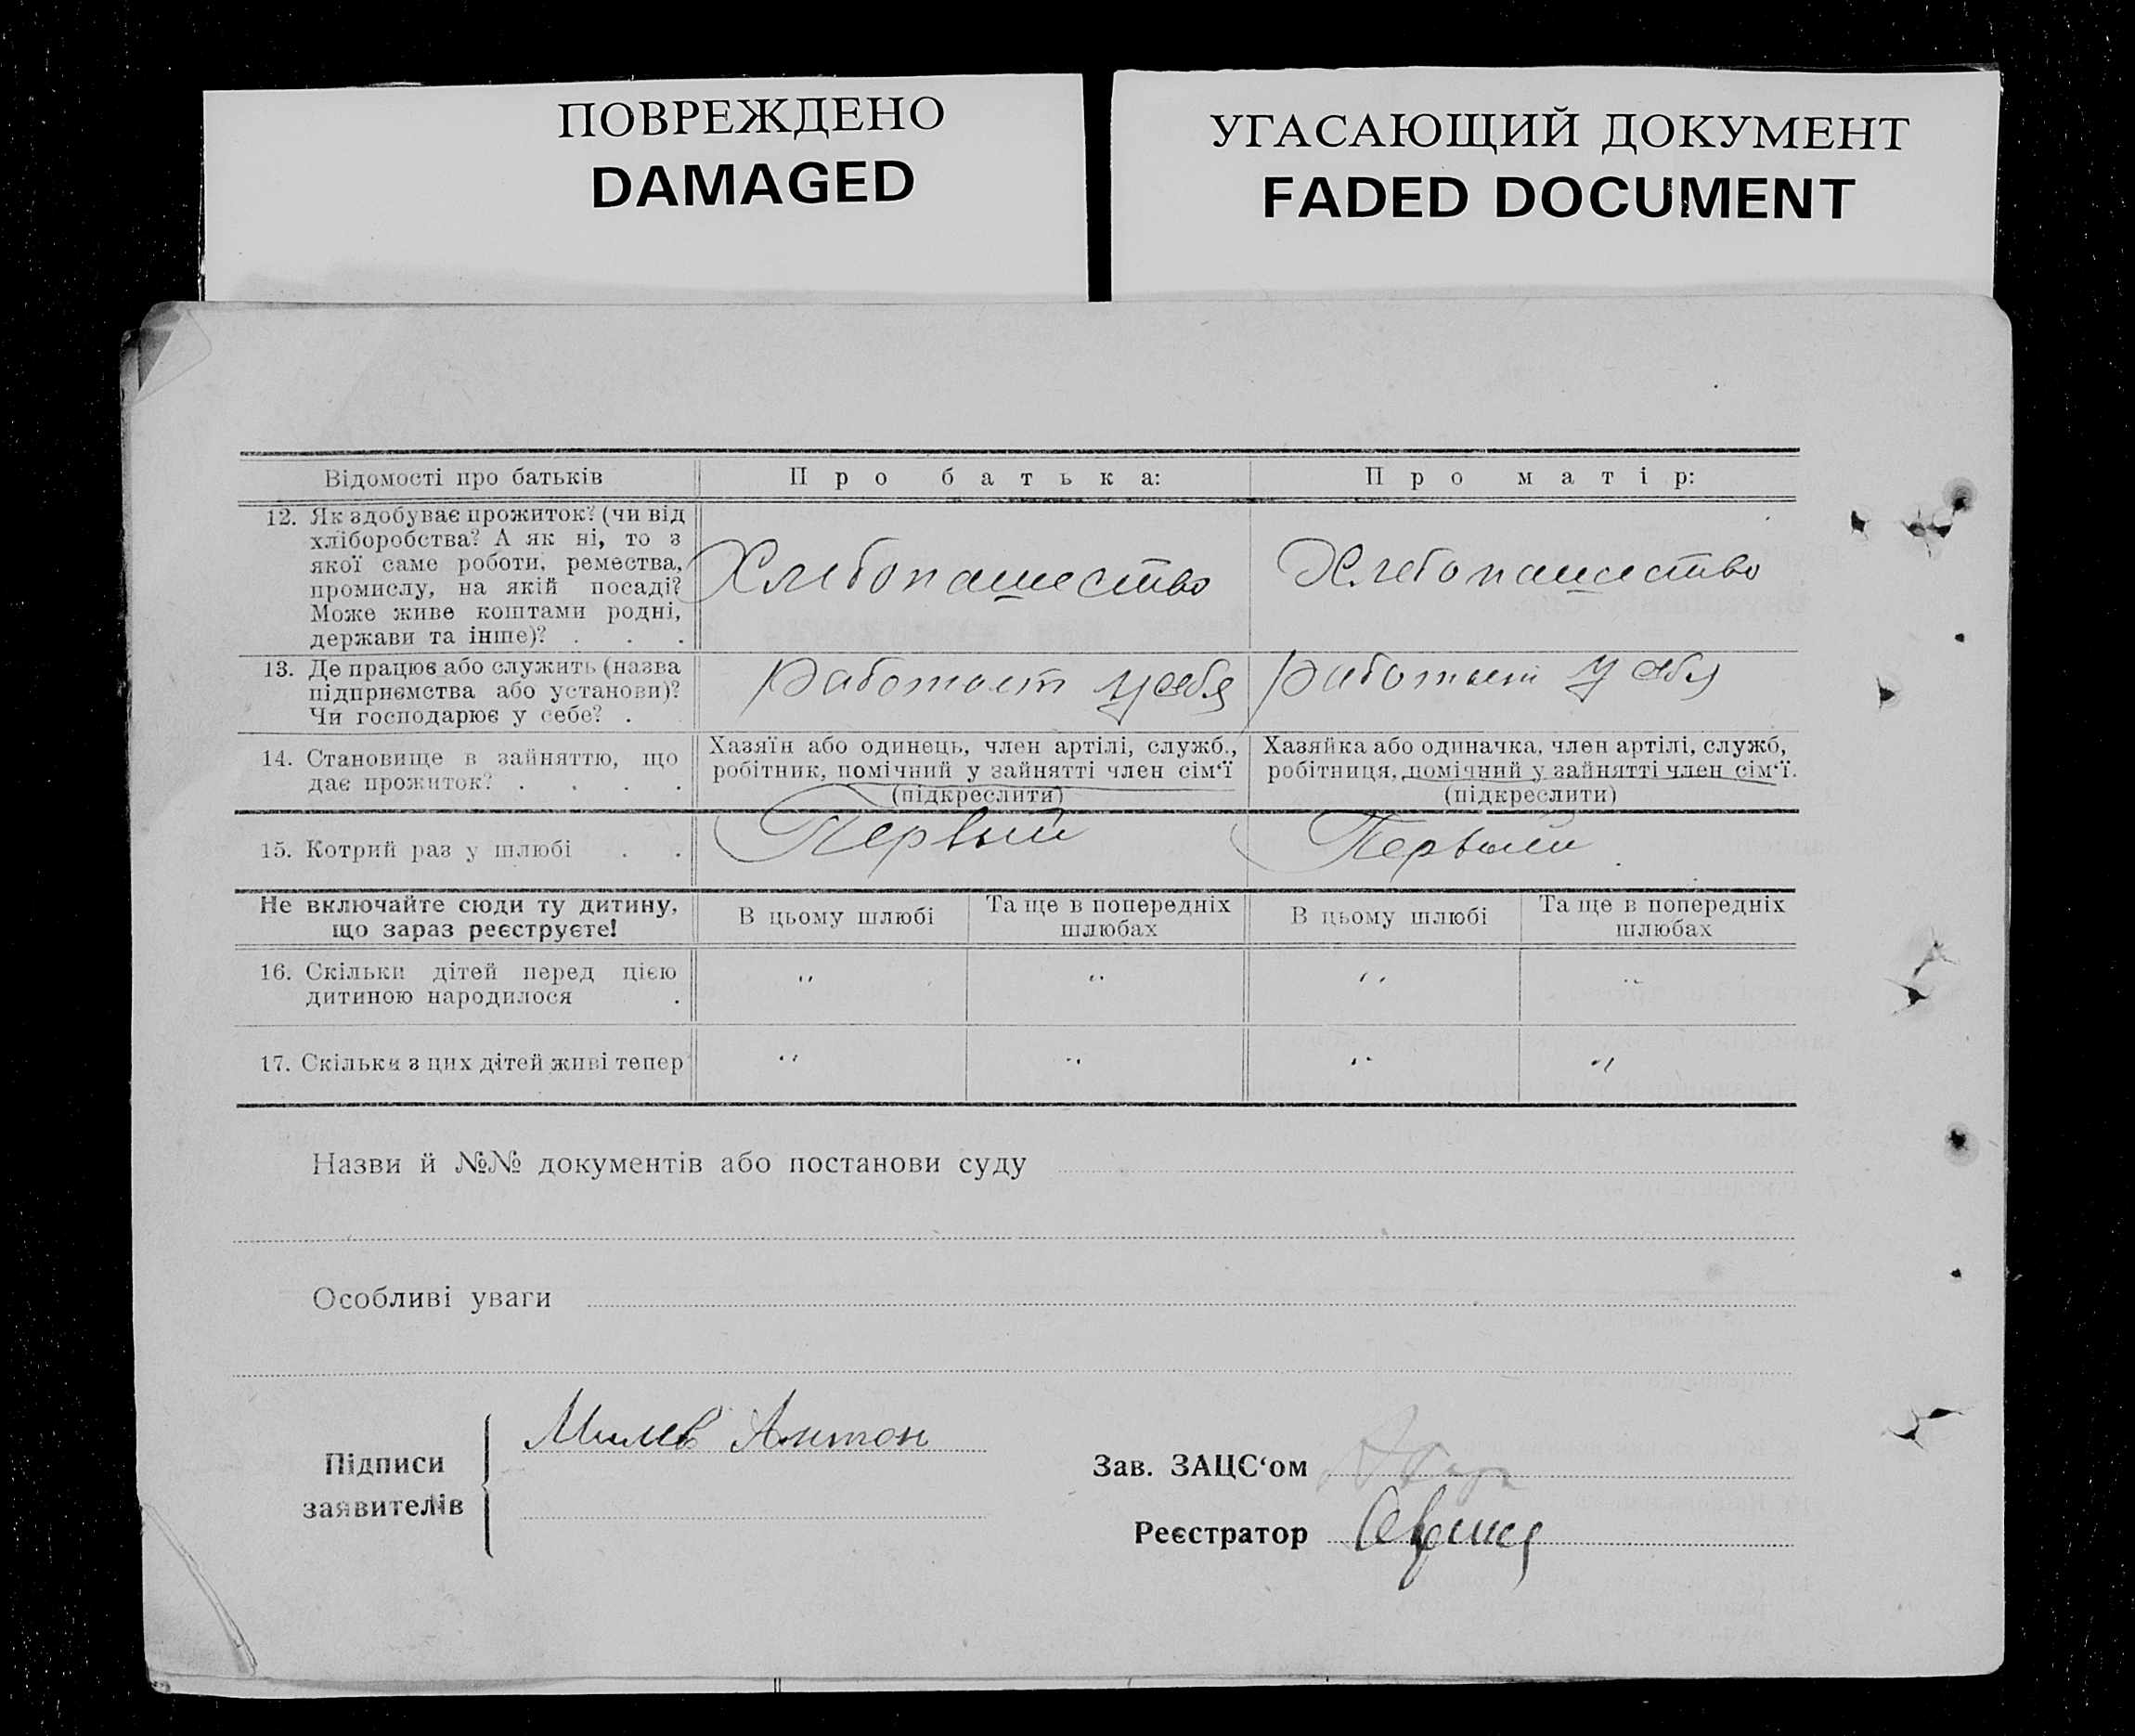 ПОВРЕЖДЕНО
DAMAGED
УГАСАЮЩИЙ ДОКУМЕНТ
FADED DOCUMENT
Відомості про батьків
Про батька:
Про матір:
12. Як здобуває прожиток? (чи від
хліборобства? А як ні, то з
якої саме роботи, ремества,
промислу, на якій посаді?
Може живе коштами родні,
держави та інше)? . . .
Хлебопашество
Хлебопашество
13. Де працює або служить (назва
підприємства або установи)?
Чи господарює у себе? .
Работает у себя
Работает у себя
14. Становище в зайняттю, що
дає прожиток? . . . .
Хазяїн або одинець, член артілі, служб.,
робітник, помічний у зайнятті член сім‘ї
(підкреслити)
Хазяйка або одиначка, член артілі, служб,
робітниця, помічний у зайнятті член сім‘ї.
(підкреслити)
15. Котрий раз у шлюбі . .
Первый
Первый
Не включайте сюди ту дитину,
що зараз реєструєте!
В цьому шлюбі
Та ще в попередніх
шлюбах
В цьому шлюбі
Та ще в попередніх
шлюбах
16. Скільки дітей перед цією
дитиною народилося .
" " " "
17. Скільки з цих дітей живі тепер
" " " "
Назви й №№ документів або постанови суду
Особливі уваги
Підписи
заявителів
Милев Антон
Зав. ЗАЦС‘ом
Реєстратор